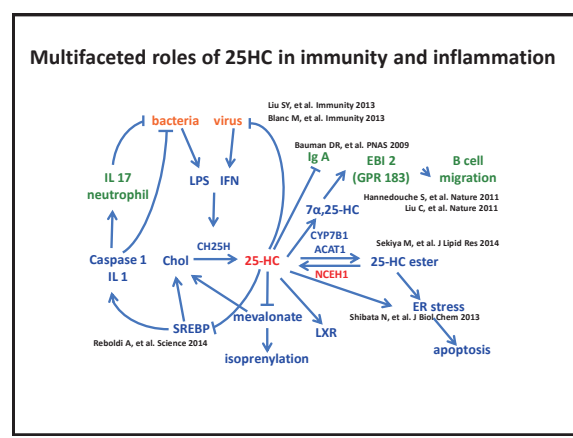 Multifaceted roles of 25HC in immunity and inflammation
Liu SY, et al. Immunity 2013
bacteria virus
Blanc M, et al. Immunity 2013
Bauman DR, et al. PNAS 2009
Ig A
EBI 2
(GPR 183)
B cell
migration
IL 17
neutrophil
LPS IFN
Hannedouche S, et al. Nature 2011
Liu C, et al. Nature 2011
7α,25-HC
CYP7B1
ACAT1
Sekiya M, et al. J Lipid Res 2014
CH25H
Caspase 1
IL 1
Chol
25-HC
NCEH1
25-HC ester
ER stress
Shibata N, et al. J Biol Chem 2013
mevalonate
SREBP
LXR
Reboldi A, et al. Science 2014
isoprenylation
apoptosis